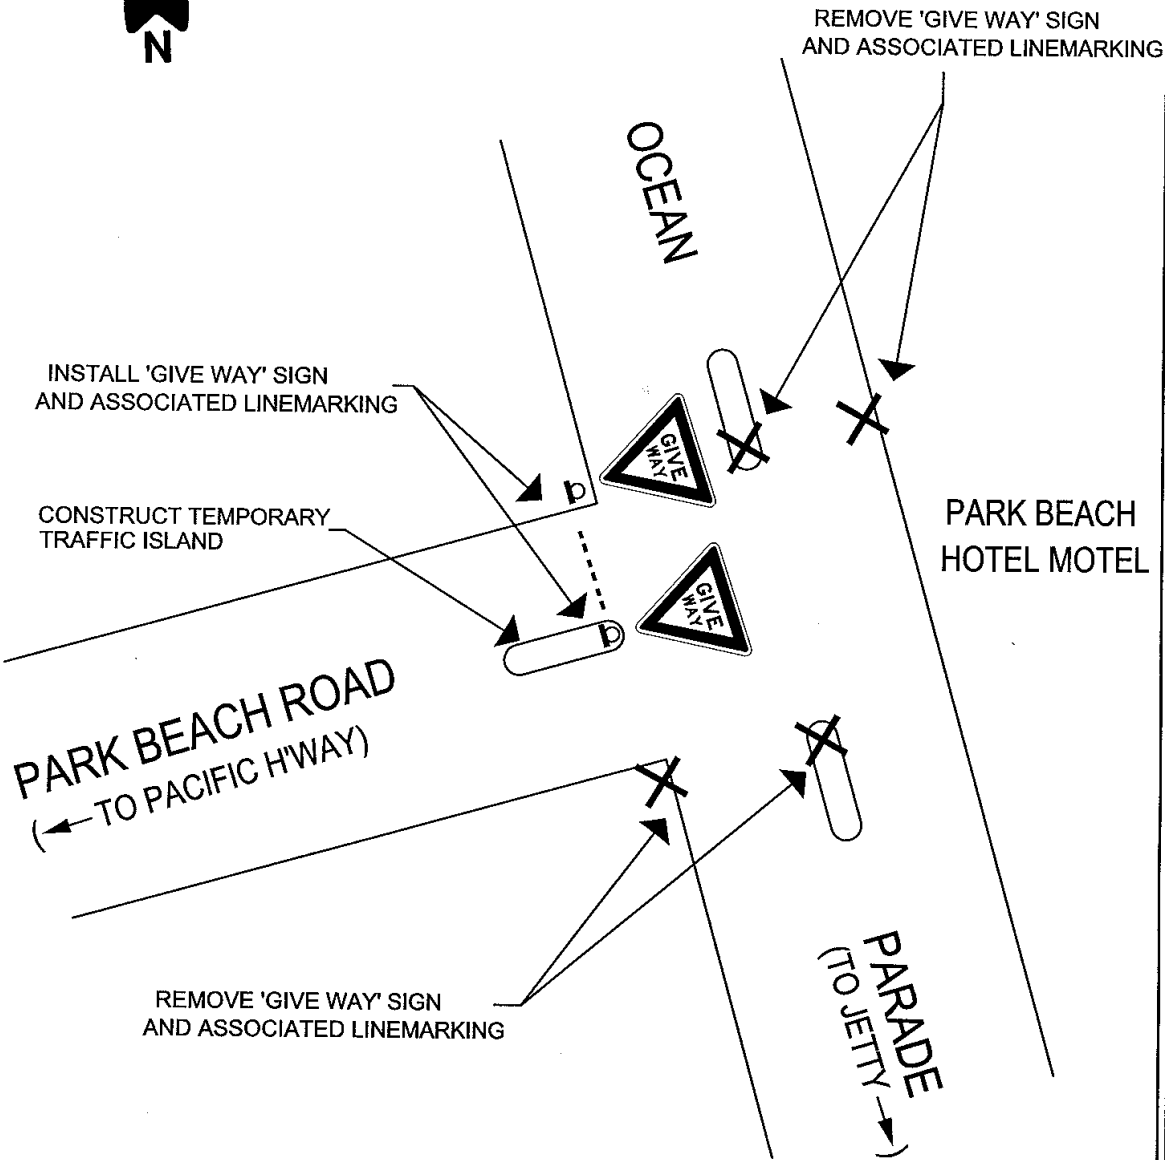 N
REMOVE 'GIVE WAY' SIGN
AND ASSOCIATED LINEMARKING
OCEAN
INSTALL 'GIVE WAY' SIGN
AND ASSOCIATED LINEMARKING
GIVE
WAY
CONSTRUCT TEMPORARY
TRAFFIC ISLAND
PARK BEACH
HOTEL MOTEL
GIVE
WAY
PARK BEACH ROAD
(← TO PACIFIC H'WAY)
REMOVE 'GIVE WAY' SIGN
AND ASSOCIATED LINEMARKING
PARADE
(TO JETTY →)